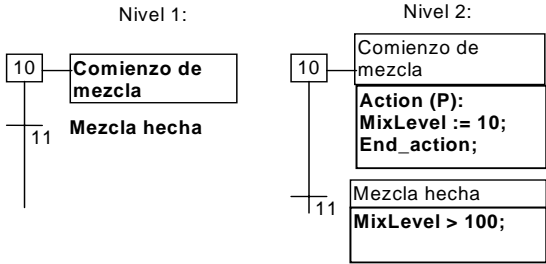 Nivel 1:
10
Comienzo de
mezcla
11
Mezcla hecha
Nivel 2:
10
Comienzo de
mezcla
Action (P):
MixLevel := 10;
End_action;
11
Mezcla hecha
MixLevel > 100;